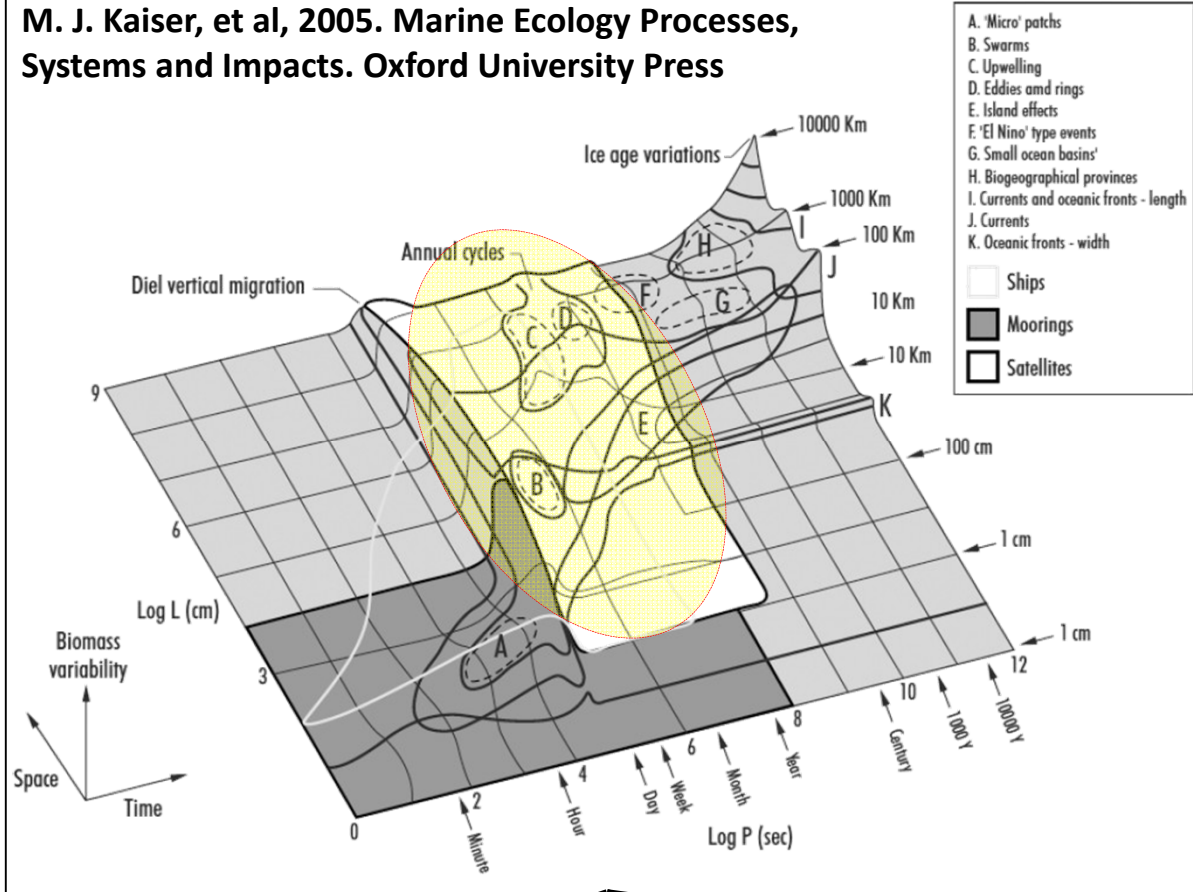 M. J. Kaiser, et al, 2005. Marine Ecology Processes,
Systems and Impacts. Oxford University Press
A. 'Micro' patchs
B. Swarms
C. Upwelling
D. Eddies amd rings
E. Island effects
F. 'El Nino' type events
G. Small ocean basins'
H. Biogeographical provinces
I. Currents and oceanic fronts - length
J. Currents
K. Oceanic fronts - width
Ships
Moorings
Satellites
10000 Km
Ice age variations
1000 Km
I
100 Km
H
J
Annual cycles
Diel vertical migration
F
G
10 Km
D
C
10 Km
9
K
E
100 cm
B
6
1 cm
Log L (cm)
Biomass
variability
A
1 cm
3
12
10
8
6
4
2
0
Space
Time
Minute
Hour
Day
Week
Month
Year
Century
1000 Y
10000 Y
Log P (sec)